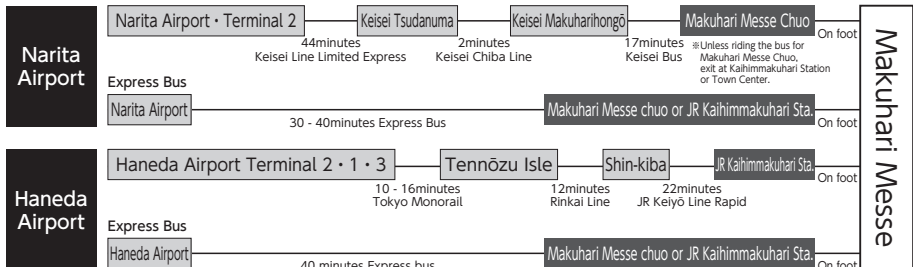 Narita
Airport
Narita Airport・Terminal 2
Keisei Tsudanuma
Keisei Makuharihongō
Makuhari Messe Chuo
On foot
44minutes
Keisei Line Limited Express
2minutes
Keisei Chiba Line
17minutes
Keisei Bus
※Unless riding the bus for
Makuhari Messe Chuo,
exit at Kaihimmakuhari Station
or Town Center.
Express Bus
Narita Airport
30 - 40minutes Express Bus
Makuhari Messe chuo or JR Kaihimmakuhari Sta.
On foot
Haneda
Airport
Haneda Airport Terminal 2・1・3
Tennōzu Isle
Shin-kiba
JR Kaihimmakuhari Sta.
On foot
10 - 16minutes
Tokyo Monorail
12minutes
Rinkai Line
22minutes
JR Keiyō Line Rapid
Express Bus
Haneda Airport
40 minutes Express bus
Makuhari Messe chuo or JR Kaihimmakuhari Sta.
On foot
Makuhari Messe